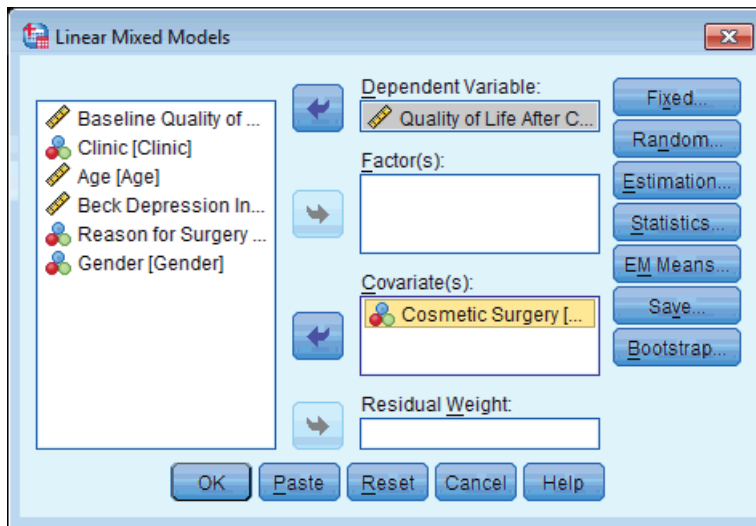 Linear Mixed Models
Baseline Quality of ...
Clinic [Clinic]
Age [Age]
Beck Depression In...
Reason for Surgery ...
Gender [Gender]
Dependent Variable:
Quality of Life After C...
Factor(s):
Covariate(s):
Cosmetic Surgery [...
Residual Weight:
Fixed...
Random...
Estimation...
Statistics...
EM Means...
Save...
Bootstrap...
OK
Paste
Reset
Cancel
Help